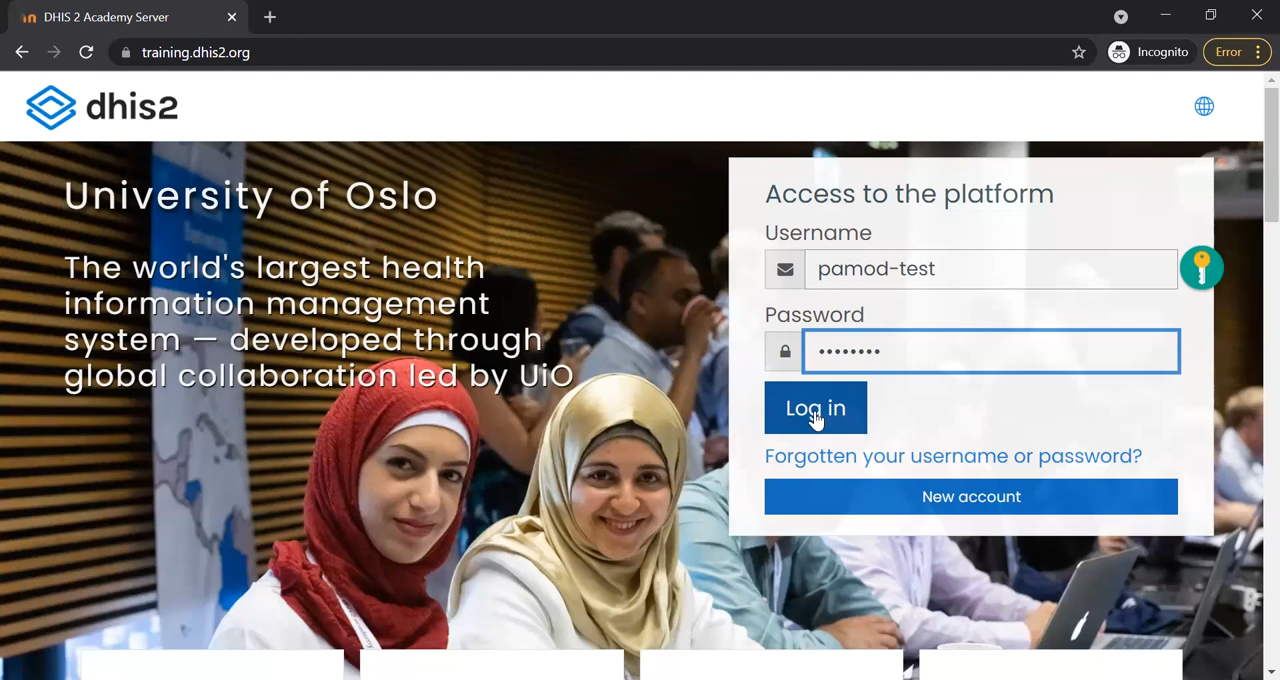 DHIS 2 Academy Server
training.dhis2.org
Incognito
Error
dhis2
University of Oslo
The world's largest health
information management
system — developed through
global collaboration led by UiO
Access to the platform
Username
pamod-test
Password
••••••••
Log in
Forgotten your username or password?
New account